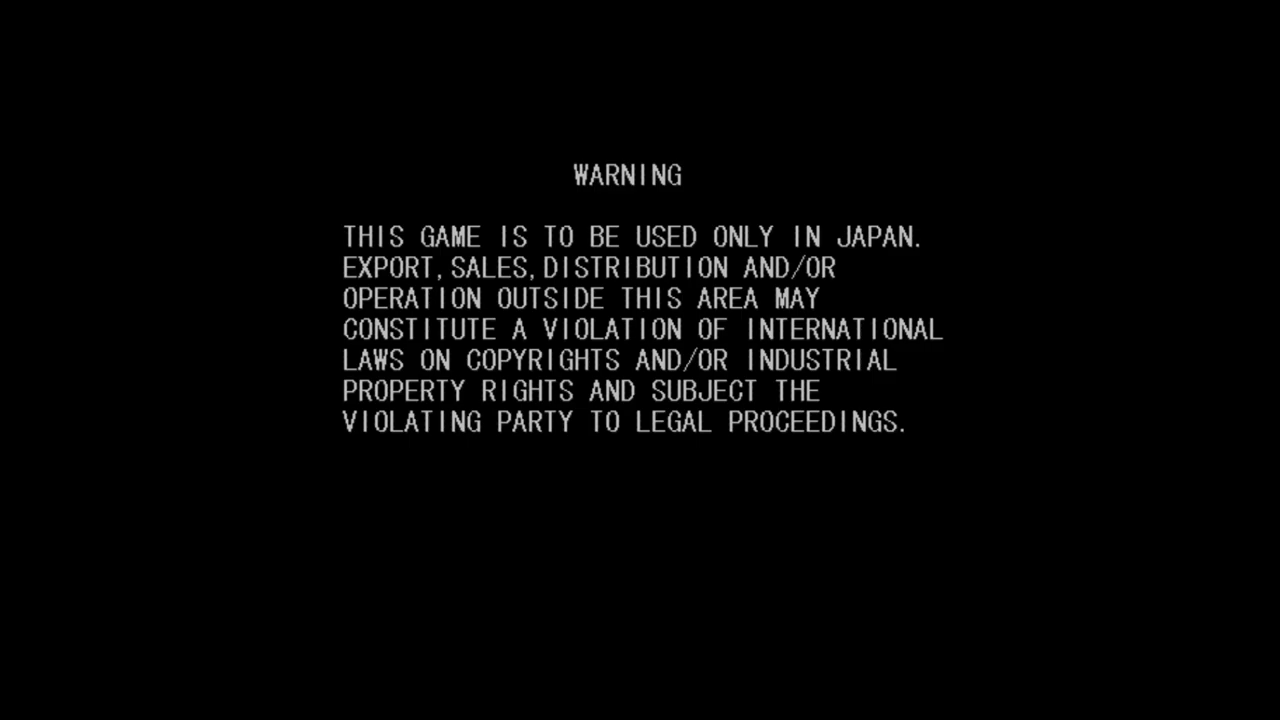 WARNING
THIS GAME IS TO BE USED ONLY IN JAPAN.
EXPORT,SALES,DISTRIBUTION AND/OR
OPERATION OUTSIDE THIS AREA MAY
CONSTITUTE A VIOLATION OF INTERNATIONAL
LAWS ON COPYRIGHTS AND/OR INDUSTRIAL
PROPERTY RIGHTS AND SUBJECT THE
VIOLATING PARTY TO LEGAL PROCEEDINGS.